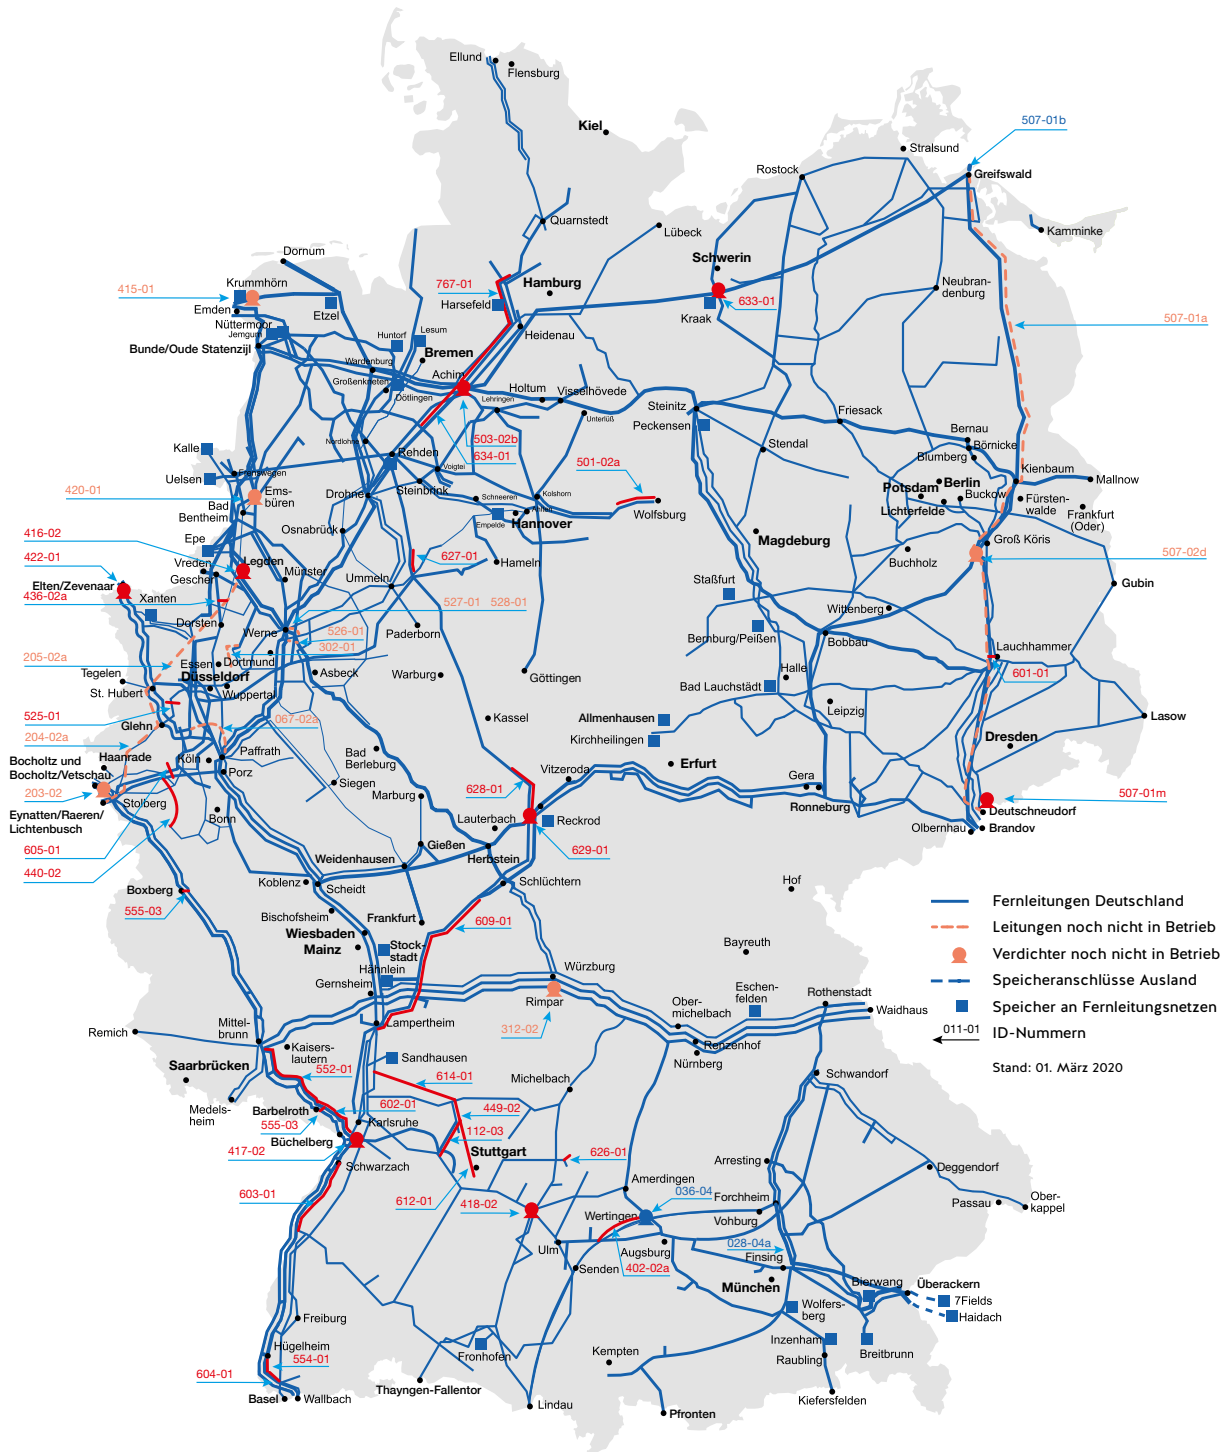 Ellund
Flensburg
Kiel
507-01b
Stralsund
Rostock
Greifswald
Quarnstedt
Lübeck
Kamminke
Dornum
Schwerin
Krummhörn
415-01
767-01
Hamburg
Harsefeld
Neubran-
denburg
Emden
Etzel
Kraak
633-01
507-01a
Nüttermoor
Jemgum
Huntorf
Lesum
Heidenau
Bunde/Oude Statenzijl
Bremen
Wardenburg
Achim
Großenkneten
Dötlingen
Holtum
Visselhövede
Lehringen
Unterlüß
Steinitz
Peckensen
Friesack
Bernau
Börnicke
Blumberg
Nordlohne
503-02b
634-01
Stendal
Kalle
Rehden
Voigtei
501-02a
Kienbaum
Mallnow
Uelsen
Frenswegen
Berlin
Potsdam
Buckow
Lichterfelde
Fürsten-
walde
Frankfurt
(Oder)
420-01
Ems-
büren
Drohne
Steinbrink
Schneeren
Kolshorn
Ahlten
Empelde
Hannover
Wolfsburg
Bad
Bentheim
Osnabrück
Magdeburg
416-02
Epe
Groß Köris
507-02d
422-01
Vreden
Legden
Gescher
Münster
627-01
Hameln
Buchholz
Elten/Zevenaar
Ummeln
Staßfurt
Gubin
436-02a
Xanten
527-01
528-01
Wittenberg
Dorsten
Werne
526-01
Paderborn
Bernburg/Peißen
Bobbau
302-01
Lauchhammer
205-02a
Essen
Dortmund
Asbeck
Warburg
Göttingen
Halle
601-01
Tegelen
Düsseldorf
St. Hubert
Wuppertal
Bad Lauchstädt
Leipzig
525-01
Glehn
067-02a
Kassel
Allmenhausen
Lasow
204-02a
Kirchheilingen
Dresden
Haanrade
Paffrath
Köln
Bad
Berleburg
Bocholtz und
Bocholtz/Vetschau
Porz
Siegen
Vitzeroda
Erfurt
Gera
203-02
Stolberg
Marburg
628-01
Ronneburg
507-01m
Eynatten/Raeren/
Lichtenbusch
Bonn
Lauterbach
Reckrod
Deutschneudorf
Olbernhau
Brandov
605-01
Gießen
629-01
440-02
Weidenhausen
Herbstein
Koblenz
Scheidt
Schlüchtern
Hof
Boxberg
555-03
Bischofsheim
Frankfurt
609-01
Wiesbaden
Mainz
Stock-
stadt
Bayreuth
Hähnlein
Gernsheim
Würzburg
Eschen-
felden
Rothenstadt
Rimpar
Ober-
michelbach
Waidhaus
Mittel-
brunn
Lampertheim
312-02
Remich
Renzenhof
Nürnberg
Kaisers-
lautern
Sandhausen
Saarbrücken
552-01
614-01
Michelbach
Schwandorf
Medels-
heim
Barbelroth
602-01
449-02
555-03
Karlsruhe
112-03
Büchelberg
417-02
Stuttgart
626-01
Schwarzach
Arresting
Deggendorf
603-01
612-01
418-02
Amerdingen
036-04
Forchheim
Passau
Ober-
kappel
Wertingen
Vohburg
Ulm
Augsburg
028-04a
Finsing
Senden
402-02a
München
Bierwang
Überackern
7Fields
Haidach
Wolfers-
berg
Freiburg
Inzenham
Breitbrunn
Hügelheim
554-01
Fronhofen
Kempten
Raubling
604-01
Basel
Wallbach
Thayngen-Fallentor
Lindau
Pfronten
Kiefersfelden
Fernleitungen Deutschland
Leitungen noch nicht in Betrieb
Verdichter noch nicht in Betrieb
Speicheranschlüsse Ausland
Speicher an Fernleitungsnetzen
011-01
ID-Nummern
Stand: 01. März 2020